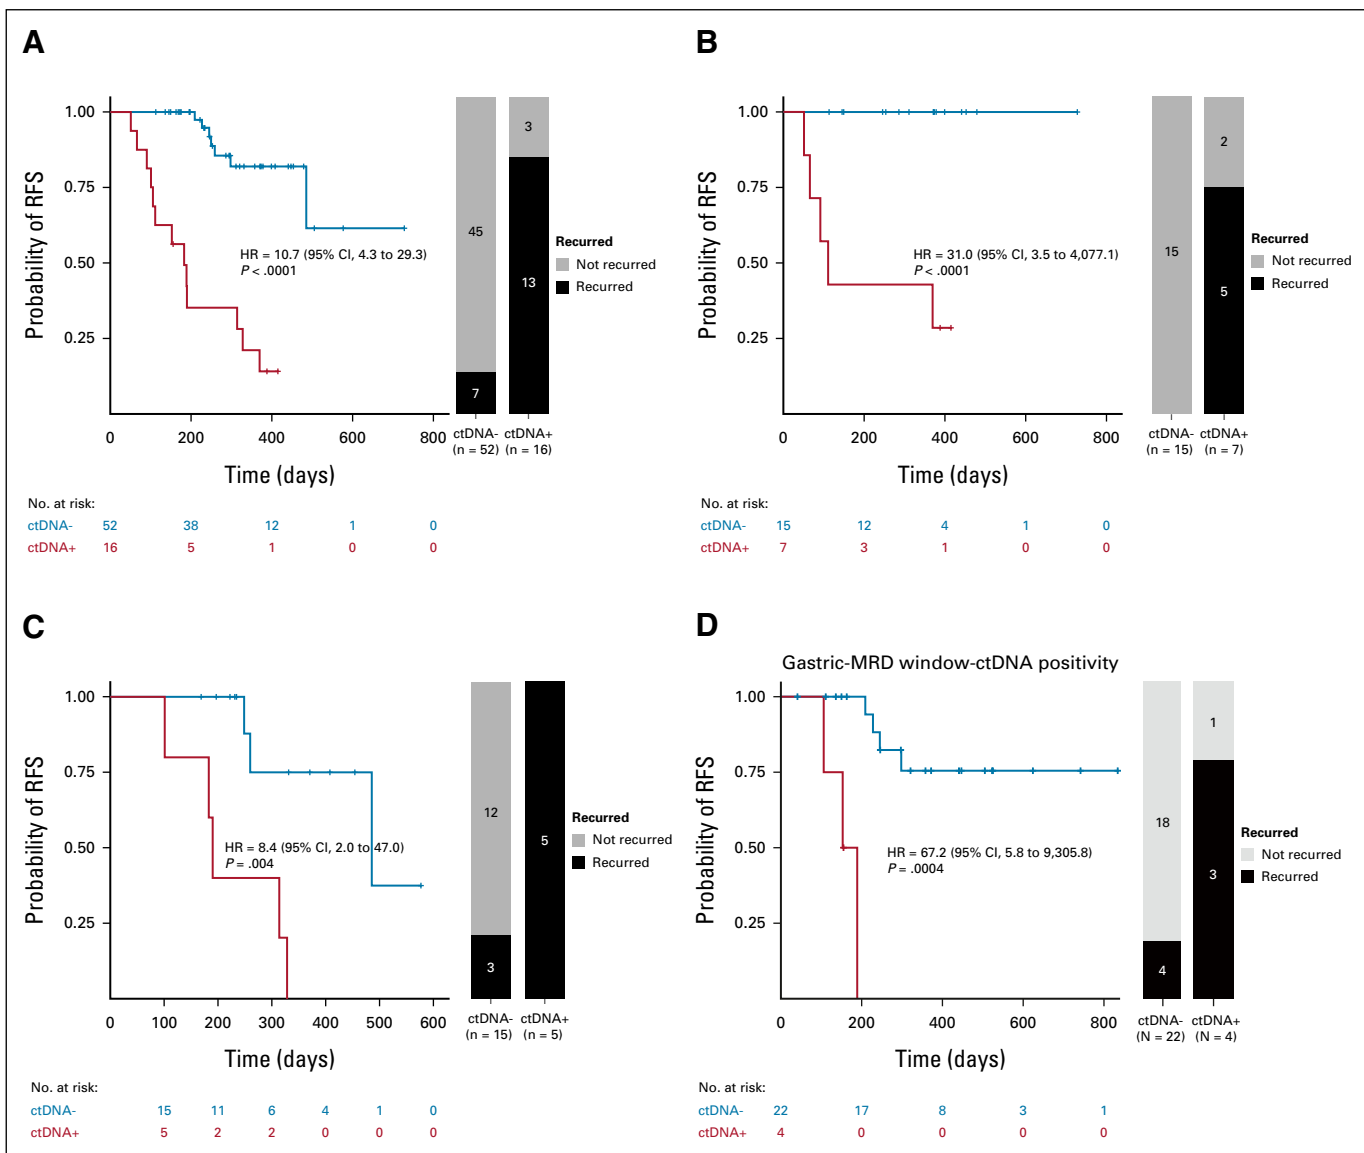 A
Probability of RFS
1.00
0.75
0.50
0.25
HR = 10.7 (95% CI, 4.3 to 29.3)
P < .0001
0 200 400 600 800
Time (days)
45
7
3
13
ctDNA- (n = 52)
ctDNA+ (n = 16)
Recurred
Not recurred
Recurred
No. at risk:
ctDNA- 52 38 12 1 0
ctDNA+ 16 5 1 0 0
B
Probability of RFS
1.00
0.75
0.50
0.25
HR = 31.0 (95% CI, 3.5 to 4,077.1)
P < .0001
0 200 400 600 800
Time (days)
15
2
5
ctDNA- (n = 15)
ctDNA+ (n = 7)
Recurred
Not recurred
Recurred
No. at risk:
ctDNA- 15 12 4 1 0
ctDNA+ 7 3 1 0 0
C
Probability of RFS
1.00
0.75
0.50
0.25
HR = 8.4 (95% CI, 2.0 to 47.0)
P = .004
0 100 200 300 400 500 600
Time (days)
12
3
5
ctDNA- (n = 15)
ctDNA+ (n = 5)
Recurred
Not recurred
Recurred
No. at risk:
ctDNA- 15 11 6 4 1 0
ctDNA+ 5 2 2 0 0 0
D
Gastric-MRD window-ctDNA positivity
Probability of RFS
1.00
0.75
0.50
0.25
HR = 67.2 (95% CI, 5.8 to 9,305.8)
P = .0004
0 200 400 600 800
Time (days)
18
4
1
3
ctDNA- (N = 22)
ctDNA+ (N = 4)
Recurred
Not recurred
Recurred
No. at risk:
ctDNA- 22 17 8 3 1
ctDNA+ 4 0 0 0 0